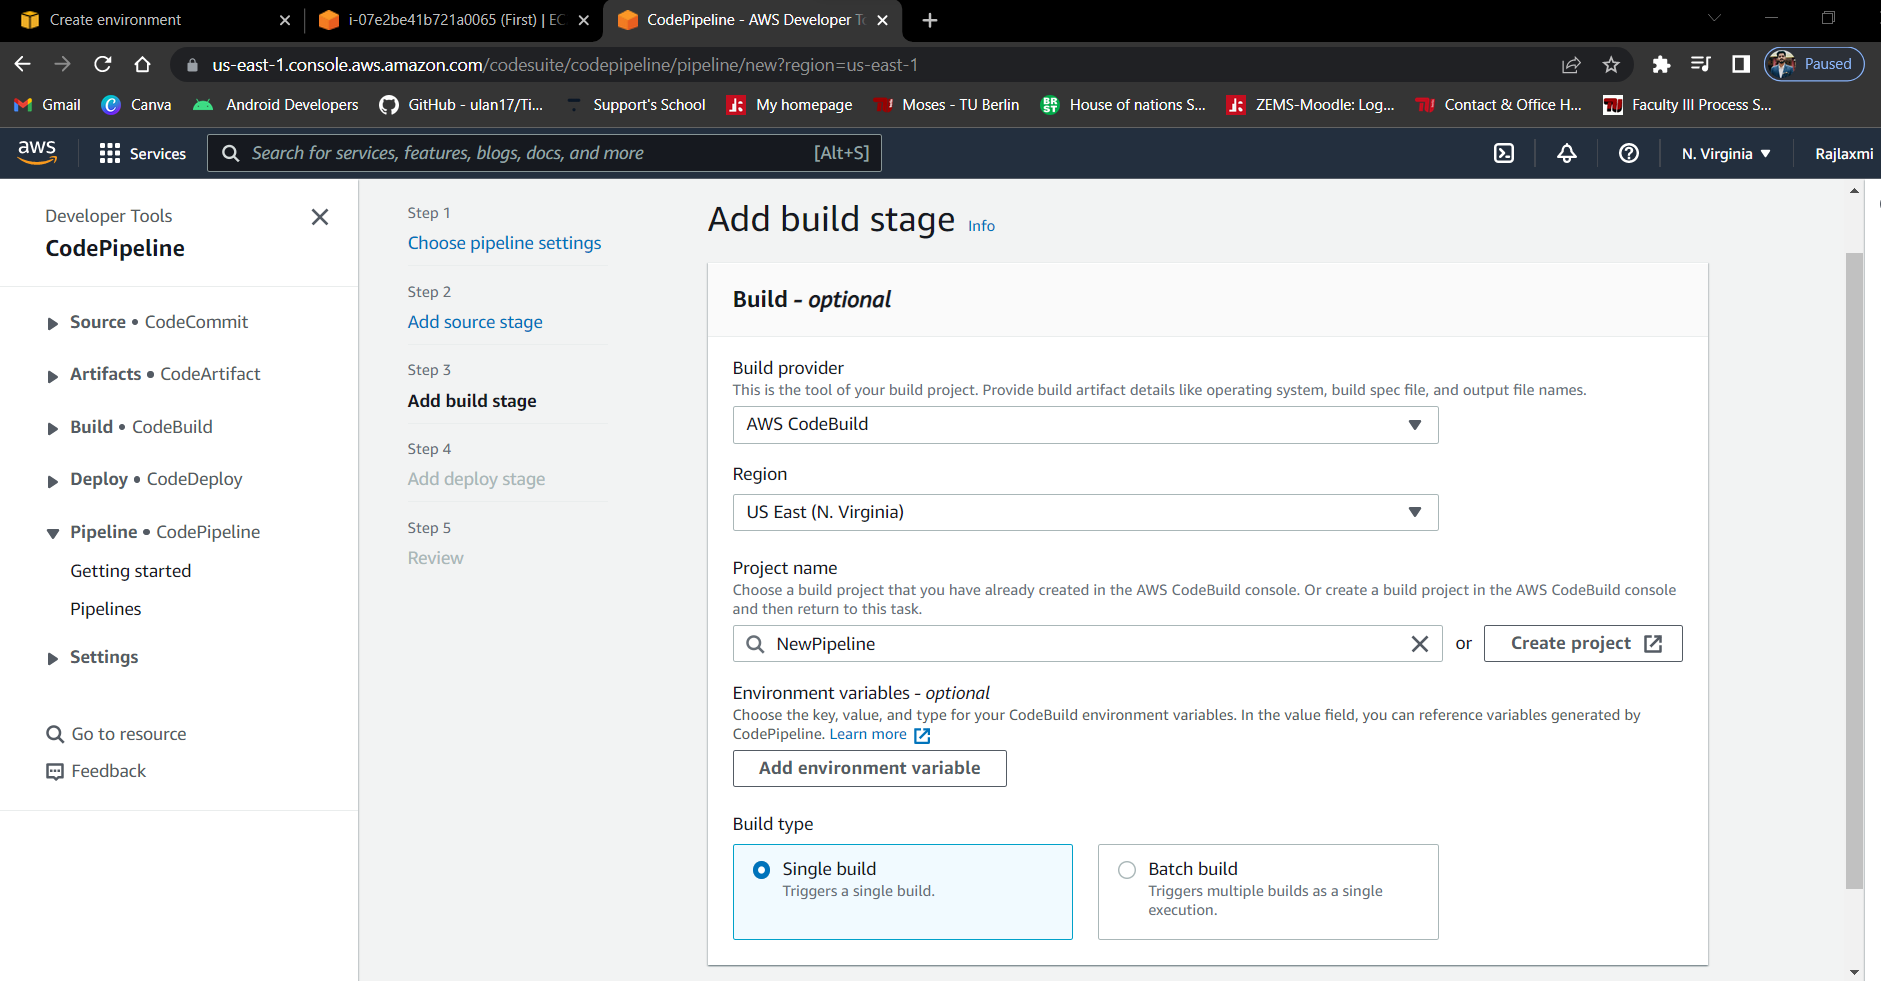 Create environment
i-07e2be41b721a0065 (First) | EC
CodePipeline - AWS Developer To
us-east-1.console.aws.amazon.com/codesuite/codepipeline/pipeline/new?region=us-east-1
Paused
Gmail
Canva
Android Developers
GitHub - ulan17/Ti...
Support's School
My homepage
Moses - TU Berlin
BR
ST
House of nations S...
ZEMS-Moodle: Log...
Contact & Office H...
Faculty III Process S...
aws
Services
Search for services, features, blogs, docs, and more
[Alt+S]
N. Virginia
Rajlaxmi
Developer Tools
CodePipeline
Source • CodeCommit
Artifacts • CodeArtifact
Build • CodeBuild
Deploy • CodeDeploy
Pipeline • CodePipeline
Getting started
Pipelines
Settings
Go to resource
Feedback
Step 1
Choose pipeline settings
Step 2
Add source stage
Step 3
Add build stage
Step 4
Add deploy stage
Step 5
Review
Add build stage Info
Build - optional
Build provider
This is the tool of your build project. Provide build artifact details like operating system, build spec file, and output file names.
AWS CodeBuild
Region
US East (N. Virginia)
Project name
Choose a build project that you have already created in the AWS CodeBuild console. Or create a build project in the AWS CodeBuild console
and then return to this task.
NewPipeline
or
Create project
Environment variables - optional
Choose the key, value, and type for your CodeBuild environment variables. In the value field, you can reference variables generated by
CodePipeline. Learn more
Add environment variable
Build type
Single build
Triggers a single build.
Batch build
Triggers multiple builds as a single
execution.